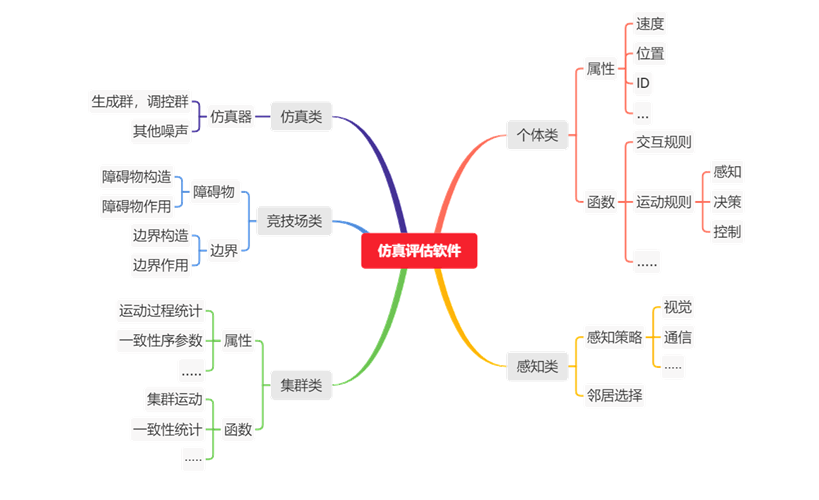 仿真评估软件
个体类
属性
速度
位置
ID
...
函数
交互规则
运动规则
感知
决策
控制
.....
感知类
感知策略
视觉
通信
.....
邻居选择
仿真类
仿真器
生成群，调控群
其他噪声
竞技场类
障碍物
障碍物构造
障碍物作用
边界
边界构造
边界作用
集群类
属性
运动过程统计
一致性序参数
.....
函数
集群运动
一致性统计
.....